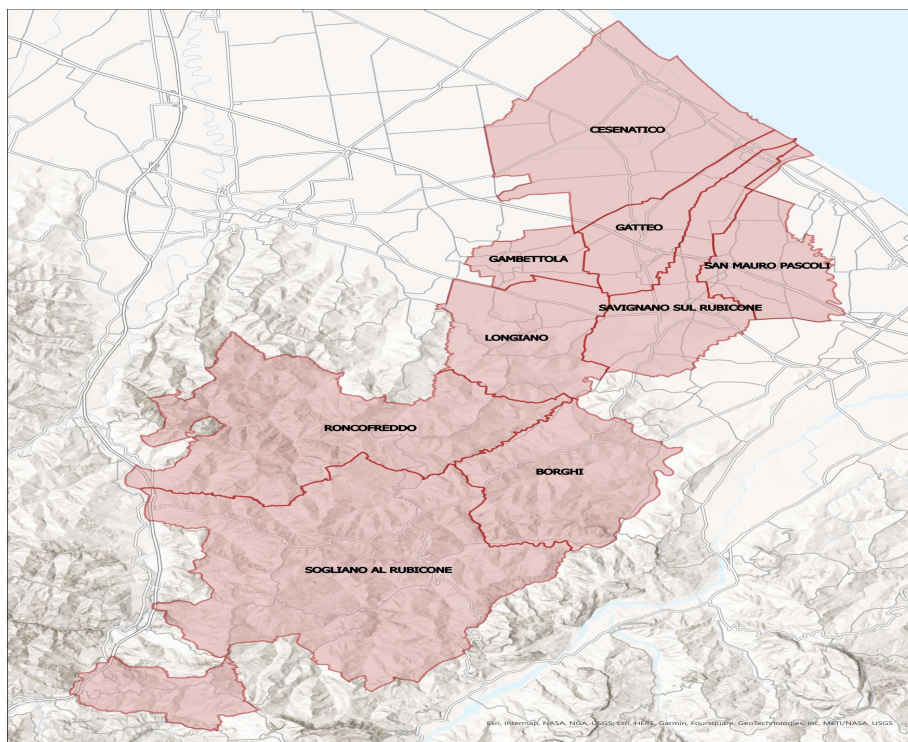 CESENATICO
GATTEO
GAMBETTOLA
SAN MAURO PASCOLI
SAVIGNANO SUL RUBICONE
LONGIANO
RONCOFREDDO
BORGHI
SOGLIANO AL RUBICONE
Esri, Intermap, NASA, NGA, USGS; Esri, HERE, Garmin, Foursquare, GeoTechnologies, Inc, METI/NASA, USGS